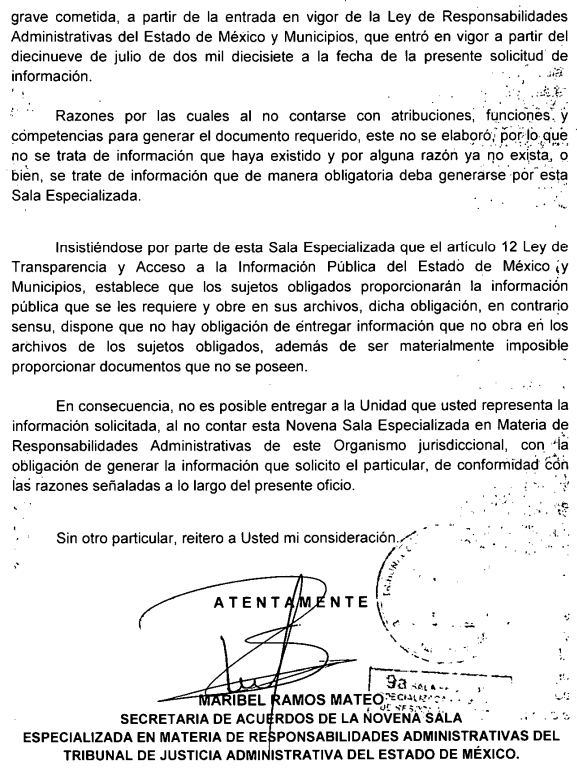 grave cometida, a partir de la entrada en vigor de la Ley de Responsabilidades
Administrativas del Estado de México y Municipios, que entró en vigor a partir del
diecinueve de julio de dos mil diecisiete a la fecha de la presente solicitud de
información.
Razones por las cuales al no contarse con atribuciones, funciones y
competencias para generar el documento requerido, este no se elaboró, por lo que
no se trata de información que haya existido y por alguna razón ya no exista, o
bien, se trate de información que de manera obligatoria deba generarse por esta
Sala Especializada.
Insistiéndose por parte de esta Sala Especializada que el artículo 12 Ley de
Transparencia y Acceso a la Información Pública del Estado de México y
Municipios, establece que los sujetos obligados proporcionarán la información
pública que se les requiere y obre en sus archivos, dicha obligación, en contrario
sensu, dispone que no hay obligación de entregar información que no obra en los
archivos de los sujetos obligados, además de ser materialmente imposible
proporcionar documentos que no se poseen.
En consecuencia, no es posible entregar a la Unidad que usted representa la
información solicitada, al no contar esta Novena Sala Especializada en Materia de
Responsabilidades Administrativas de este Organismo jurisdiccional, con la
obligación de generar la información que solicito el particular, de conformidad con
las razones señaladas a lo largo del presente oficio.
Sin otro particular, reitero a Usted mi consideración.
ATENTAMENTE
9a SALA
MARIBEL RAMOS MATEO
SECRETARIA DE ACUERDOS DE LA NOVENA SALA
ESPECIALIZADA EN MATERIA DE RESPONSABILIDADES ADMINISTRATIVAS DEL
TRIBUNAL DE JUSTICIA ADMINISTRATIVA DEL ESTADO DE MÉXICO.